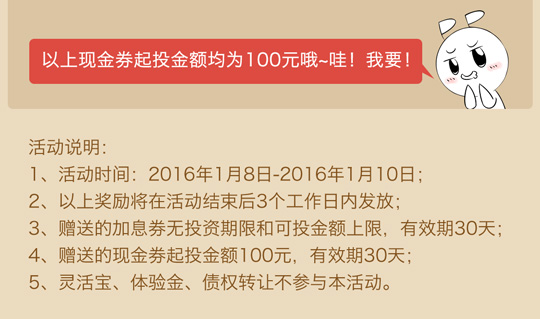 以上现金券起投金额均为100元哦~哇！我要！
活动说明：
1、活动时间：2016年1月8日-2016年1月10日；
2、以上奖励将在活动结束后3个工作日内发放；
3、赠送的加息券无投资期限和可投金额上限，有效期30天；
4、赠送的现金券起投金额100元，有效期30天；
5、灵活宝、体验金、债权转让不参与本活动。